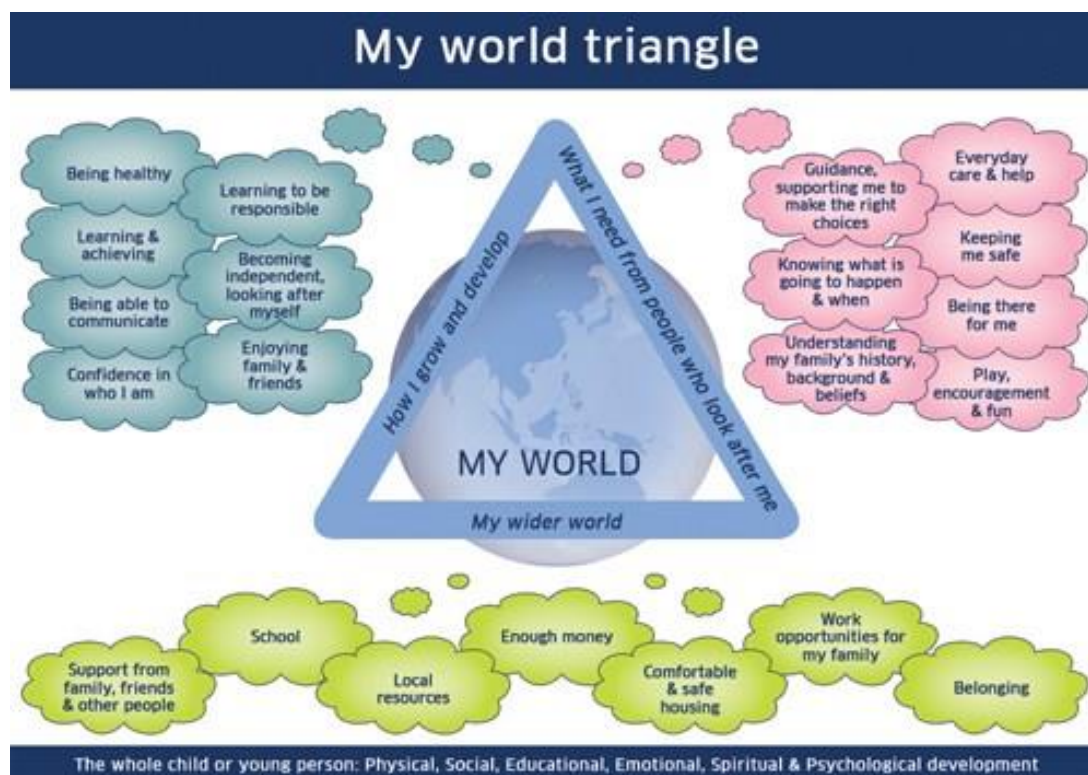 My world triangle
Being healthy
Learning to be
responsible
Learning &
achieving
Becoming
independent,
looking after
myself
Being able to
communicate
Enjoying
family &
friends
Confidence in
who I am
How I grow and develop
What I need from people who look after me
MY WORLD
My wider world
Guidance,
supporting me to
make the right
choices
Everyday
care & help
Keeping
me safe
Knowing what is
going to happen
& when
Being there
for me
Understanding
my family's history,
background &
beliefs
Play,
encouragement
& fun
Support from
family, friends
& other people
School
Local
resources
Enough money
Comfortable
& safe
housing
Work
opportunities for
my family
Belonging
The whole child or young person: Physical, Social, Educational, Emotional, Spiritual & Psychological development